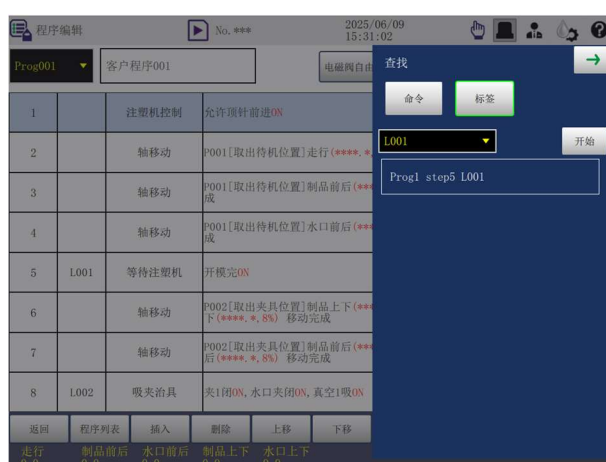 程序编辑
No.***
2025/06/09
15:31:02
Prog001
客户程序001
电磁阀自由
1 注塑机控制 允许顶针前进ON
2 轴移动 P001[取出待机位置]走行(****,*,
3 轴移动 P001[取出待机位置]制品前后(***
成
4 轴移动 P001[取出待机位置]水口前后(***
成
5 L001 等待注塑机 开模完ON
6 轴移动 P002[取出夹具位置]制品上下(***
下(****,*,8%) 移动完成
7 轴移动 P002[取出夹具位置]制品前后(***
后(****,*,8%) 移动完成
8 L002 吸夹治具 夹1闭ON,水口夹闭ON,真空1吸ON
返回 程序列表 插入 删除 上移 下移
走行 制品前后 水口前后 制品上下 水口上下
查找
命令 标签
L001
开始
Prog1 step5 L001